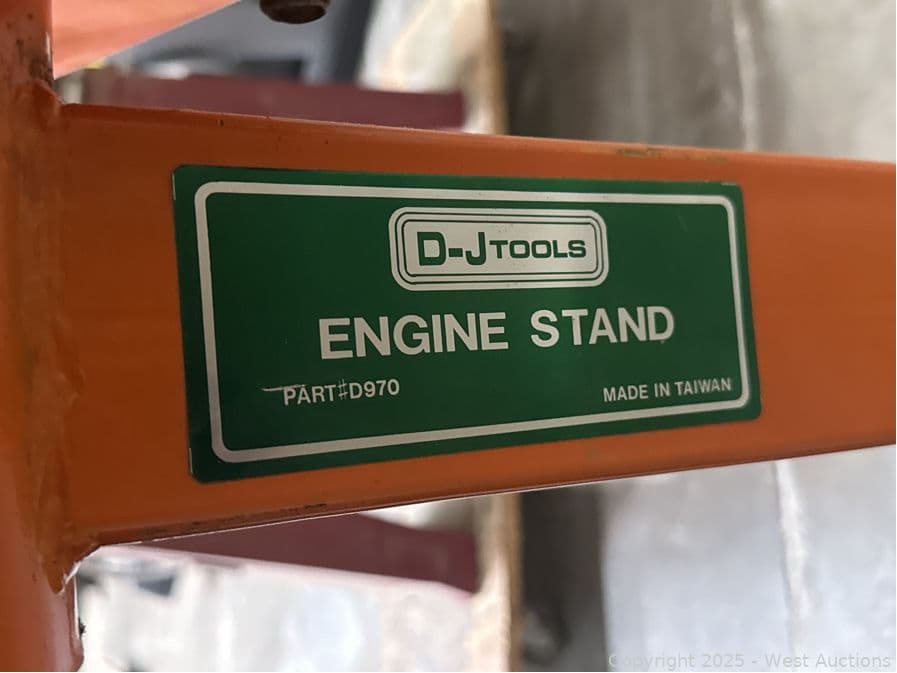 D-J TOOLS
ENGINE STAND
PART#D970
MADE IN TAIWAN
Copyright 2025 - West Auctions